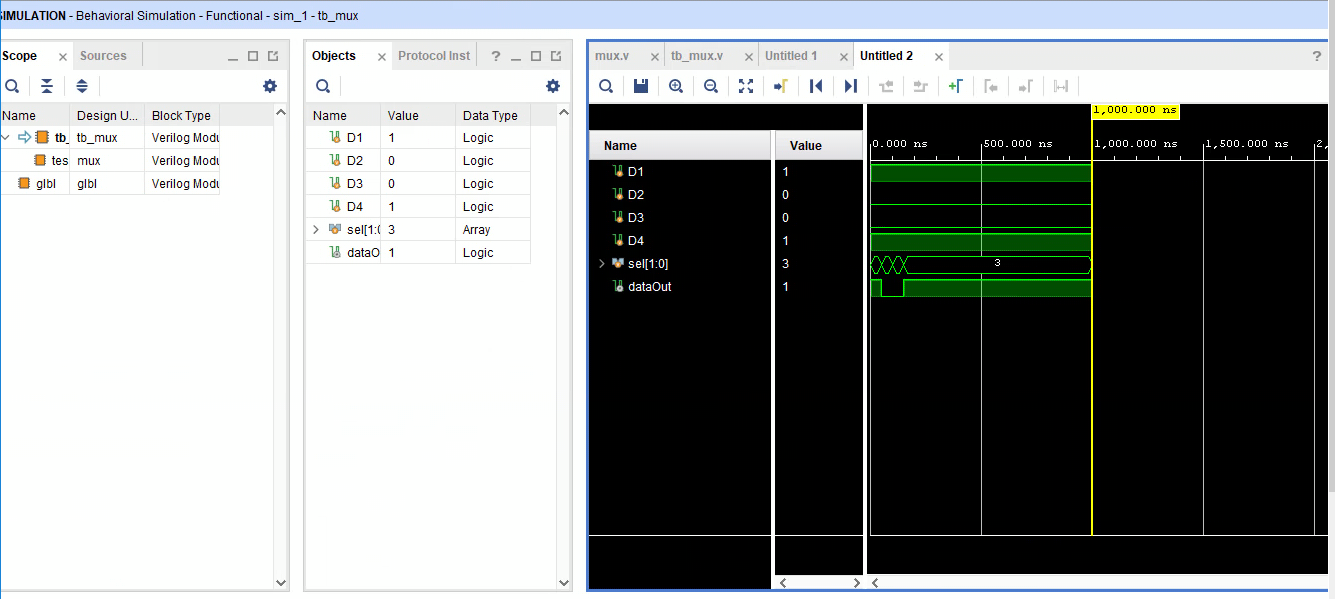 SIMULATION - Behavioral Simulation - Functional - sim_1 - tb_mux
Scope Sources
Name Design U... Block Type
tb_ tb_mux Verilog Modu
tes mux Verilog Modu
glbl glbl Verilog Modu
Objects Protocol Inst ?
Name Value Data Type
D1 1 Logic
D2 0 Logic
D3 0 Logic
D4 1 Logic
sel[1:0 3 Array
dataO 1 Logic
mux.v tb_mux.v Untitled 1 Untitled 2 ?
1,000.000 ns
Name Value 0.000 ns 500.000 ns 1,000.000 ns 1,500.000 ns 2,
D1 1
D2 0
D3 0
D4 1
sel[1:0] 3 3
dataOut 1